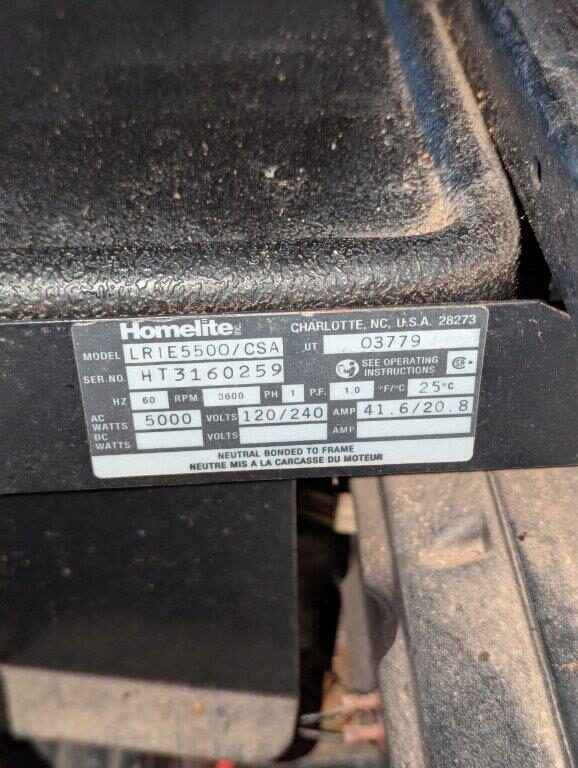 Homelite INC.
CHARLOTTE, NC, U.S.A. 28273
MODEL LRIE5500/CSA UT 03779
SER. NO. HT3160259 SEE OPERATING INSTRUCTIONS
HZ 60 RPM 3600 PH 1 P.F. 1.0 °F/°C 25°C
AC WATTS 5000 VOLTS 120/240 AMP 41.6/20.8
DC WATTS VOLTS AMP
NEUTRAL BONDED TO FRAME
NEUTRE MIS A LA CARCASSE DU MOTEUR